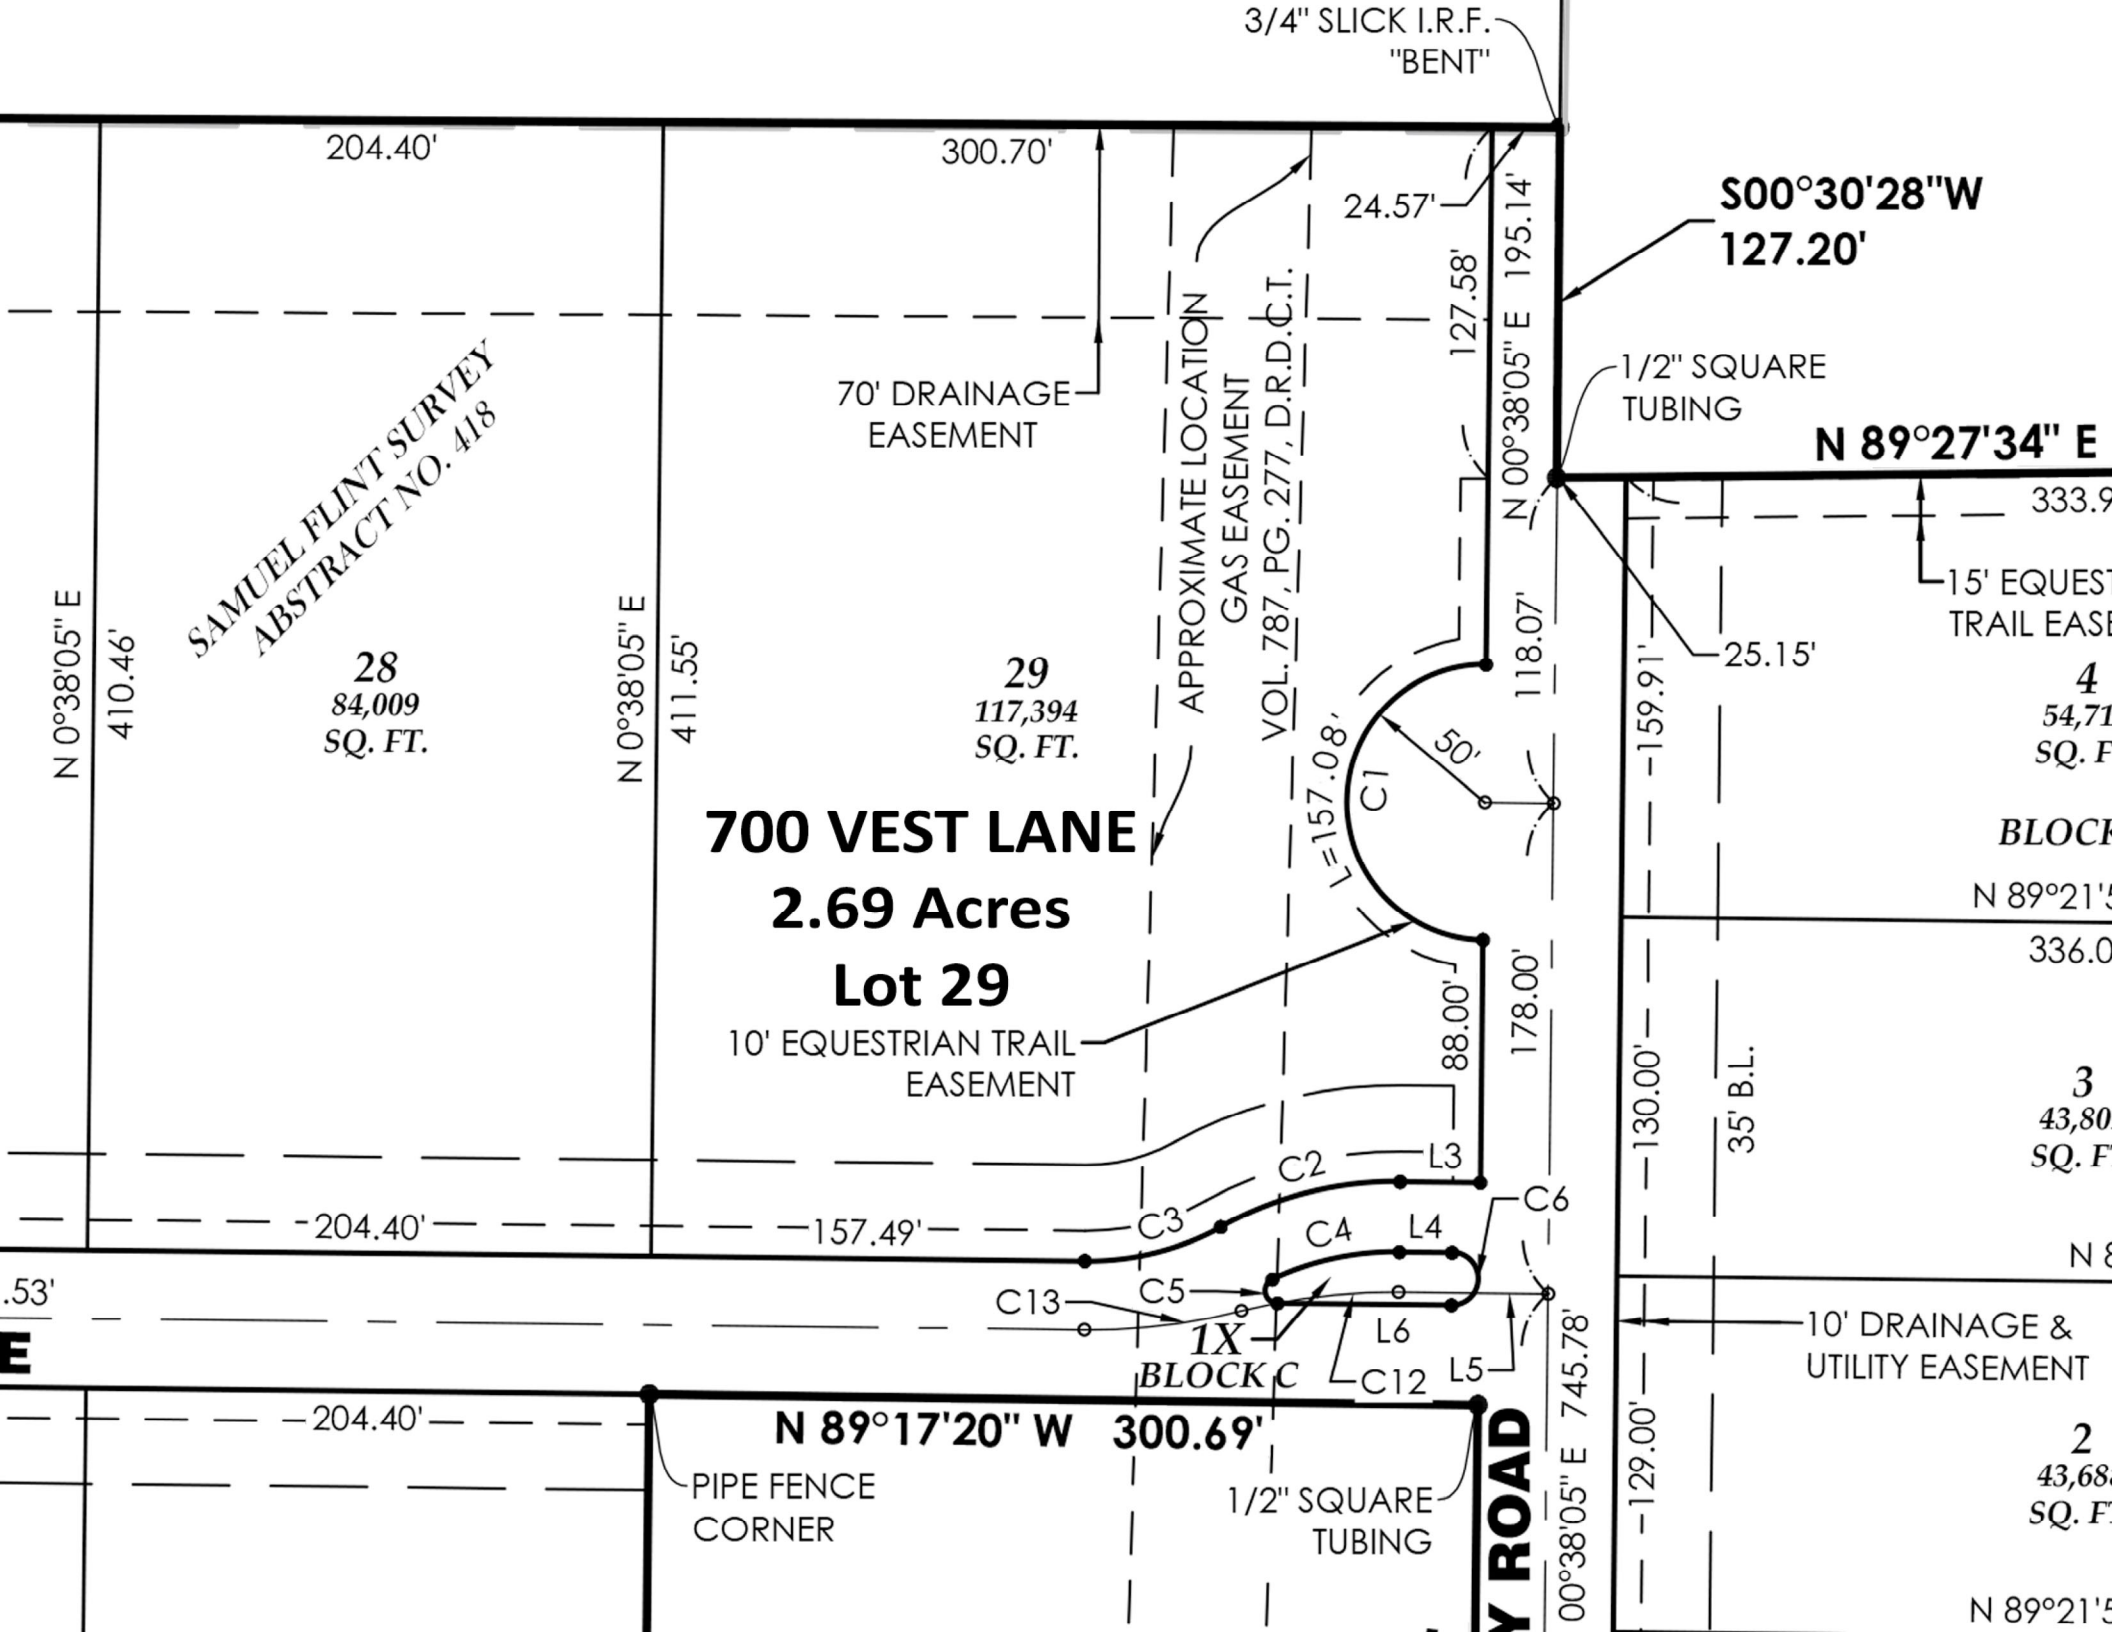 3/4" SLICK I.R.F.
"BENT"
204.40'
300.70'
24.57'
127.58'
N 00°38'05" E 195.14'
S00°30'28"W
127.20'
1/2" SQUARE
TUBING
N 89°27'34" E
333.9
15' EQUEST
TRAIL EASE
25.15'
70' DRAINAGE
EASEMENT
APPROXIMATE LOCATION
GAS EASEMENT
VOL. 787, PG. 277, D.R.D.C.T.
SAMUEL FLINT SURVEY
ABSTRACT NO. 418
N 0°38'05" E
410.46'
28
84,009
SQ. FT.
N 0°38'05" E
411.55'
29
117,394
SQ. FT.
118.07'
159.91'
4
54,71
SQ. F
BLOCK
N 89°21'5
50'
C1
L=157.08'
700 VEST LANE
2.69 Acres
Lot 29
10' EQUESTRIAN TRAIL
EASEMENT
88.00'
178.00'
336.0
130.00'
35' B.L.
3
43,80
SQ. FT
N 8
C2
L3
C3
C6
C4
L4
204.40'
157.49'
C5
C13
.53'
E
1X
BLOCK C
L6
C12
L5
745.78'
00°38'05" E
10' DRAINAGE &
UTILITY EASEMENT
204.40'
N 89°17'20" W 300.69'
PIPE FENCE
CORNER
1/2" SQUARE
TUBING
Y ROAD
129.00'
2
43,688
SQ. FT
N 89°21'5